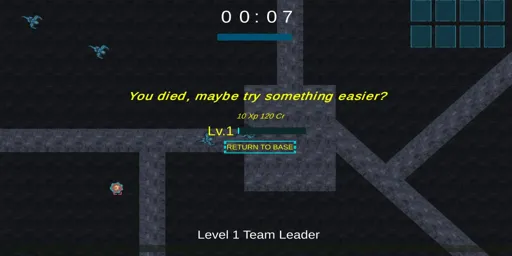 00:07
You died, maybe try something easier?
10 Xp 120 Cr
Lv.1
RETURN TO BASE
Level 1 Team Leader